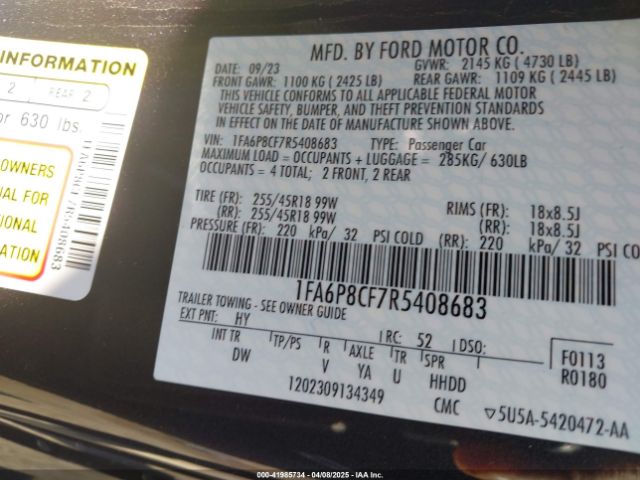 INFORMATION
2 REAR 2
or 630 lbs.
OWNERS
UAL FOR
TIONAL
ATION
1FA6P8CF7R5408683
MFD. BY FORD MOTOR CO.
DATE: 09/23 GVWR: 2145 KG ( 4730 LB)
FRONT GAWR: 1100 KG ( 2425 LB) REAR GAWR: 1109 KG ( 2445 LB)
THIS VEHICLE CONFORMS TO ALL APPLICABLE FEDERAL MOTOR
VEHICLE SAFETY, BUMPER, AND THEFT PREVENTION STANDARDS
IN EFFECT ON THE DATE OF MANUFACTURE SHOWN ABOVE.
VIN: 1FA6P8CF7R5408683 TYPE: Passenger Car
MAXIMUM LOAD = OCCUPANTS + LUGGAGE = 285KG/ 630LB
OCCUPANTS = 4 TOTAL; 2 FRONT, 2 REAR
TIRE (FR): 255/45R18 99W RIMS (FR): 18x8.5J
(RR): 255/45R18 99W (RR): 18x8.5J
PRESSURE (FR): 220 kPa/ 32 PSI COLD (RR): 220 kPa/ 32 PSI CO
1FA6P8CF7R5408683
TRAILER TOWING - SEE OWNER GUIDE
EXT PNT: HY RC: 52 DSO: F0113
INT TR TP/PS R AXLE TR SPR R0180
DW V YA U HHDD
1202309134349 CMC ▽5U5A-5420472-AA
000-41985734 - 04/08/2025 - IAA Inc.